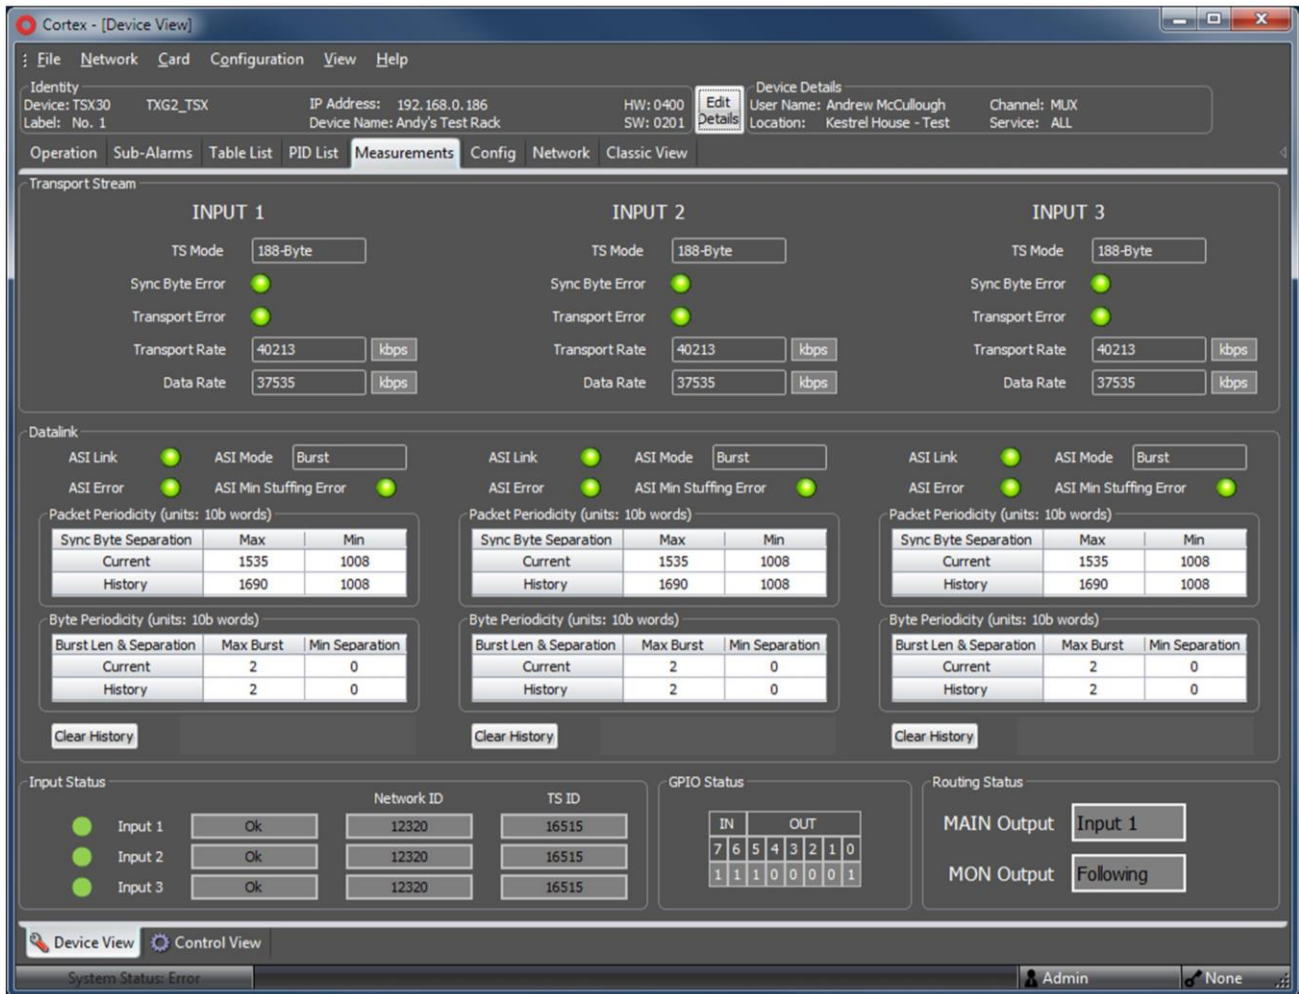 Cortex - [Device View]
File Network Card Configuration View Help
Identity
Device: TSX30 TXG2_TSX IP Address: 192.168.0.186 HW: 0400
Label: No. 1 Device Name: Andy's Test Rack SW: 0201
Edit Details
Device Details
User Name: Andrew McCullough Channel: MUX
Location: Kestrel House - Test Service: ALL
Operation Sub-Alarms Table List PID List Measurements Config Network Classic View
Transport Stream
INPUT 1 INPUT 2 INPUT 3
TS Mode 188-Byte TS Mode 188-Byte TS Mode 188-Byte
Sync Byte Error Sync Byte Error Sync Byte Error
Transport Error Transport Error Transport Error
Transport Rate 40213 kbps Transport Rate 40213 kbps Transport Rate 40213 kbps
Data Rate 37535 kbps Data Rate 37535 kbps Data Rate 37535 kbps
Datalink
ASI Link ASI Mode Burst ASI Link ASI Mode Burst ASI Link ASI Mode Burst
ASI Error ASI Min Stuffing Error ASI Error ASI Min Stuffing Error ASI Error ASI Min Stuffing Error
Packet Periodicity (units: 10b words) Packet Periodicity (units: 10b words) Packet Periodicity (units: 10b words)
Sync Byte Separation Max Min Sync Byte Separation Max Min Sync Byte Separation Max Min
Current 1535 1008 Current 1535 1008 Current 1535 1008
History 1690 1008 History 1690 1008 History 1690 1008
Byte Periodicity (units: 10b words) Byte Periodicity (units: 10b words) Byte Periodicity (units: 10b words)
Burst Len & Separation Max Burst Min Separation Burst Len & Separation Max Burst Min Separation Burst Len & Separation Max Burst Min Separation
Current 2 0 Current 2 0 Current 2 0
History 2 0 History 2 0 History 2 0
Clear History Clear History Clear History
Input Status
Network ID TS ID
Input 1 Ok 12320 16515
Input 2 Ok 12320 16515
Input 3 Ok 12320 16515
GPIO Status
IN OUT
7 6 5 4 3 2 1 0
1 1 1 0 0 0 0 1
Routing Status
MAIN Output Input 1
MON Output Following
Device View Control View
System Status: Error Admin None